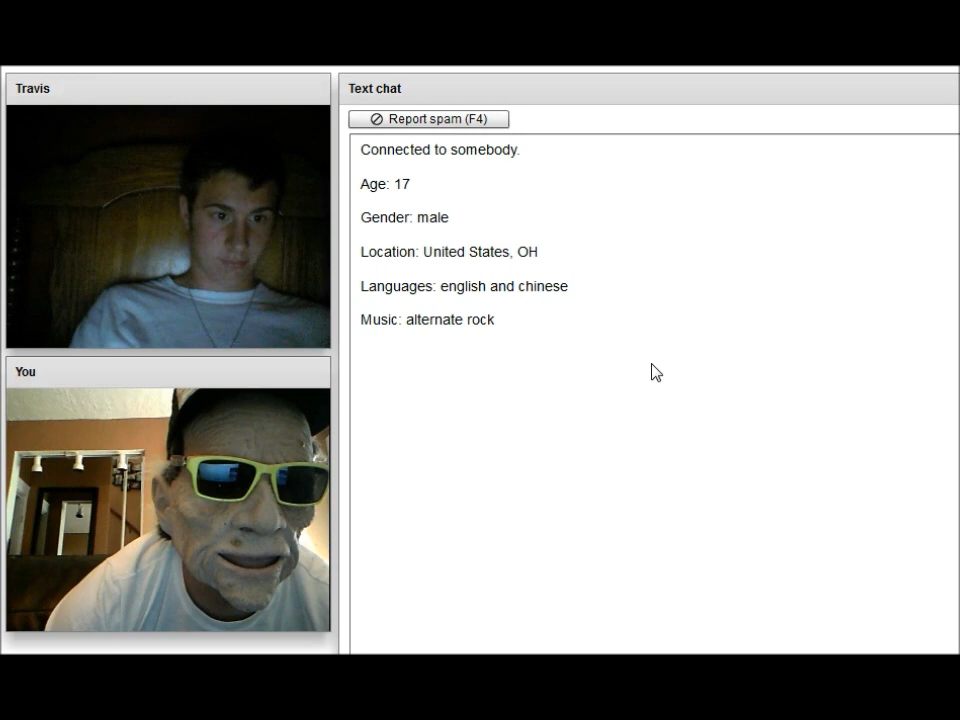 Travis
Text chat
Report spam (F4)
Connected to somebody.
Age: 17
Gender: male
Location: United States, OH
Languages: english and chinese
Music: alternate rock
You